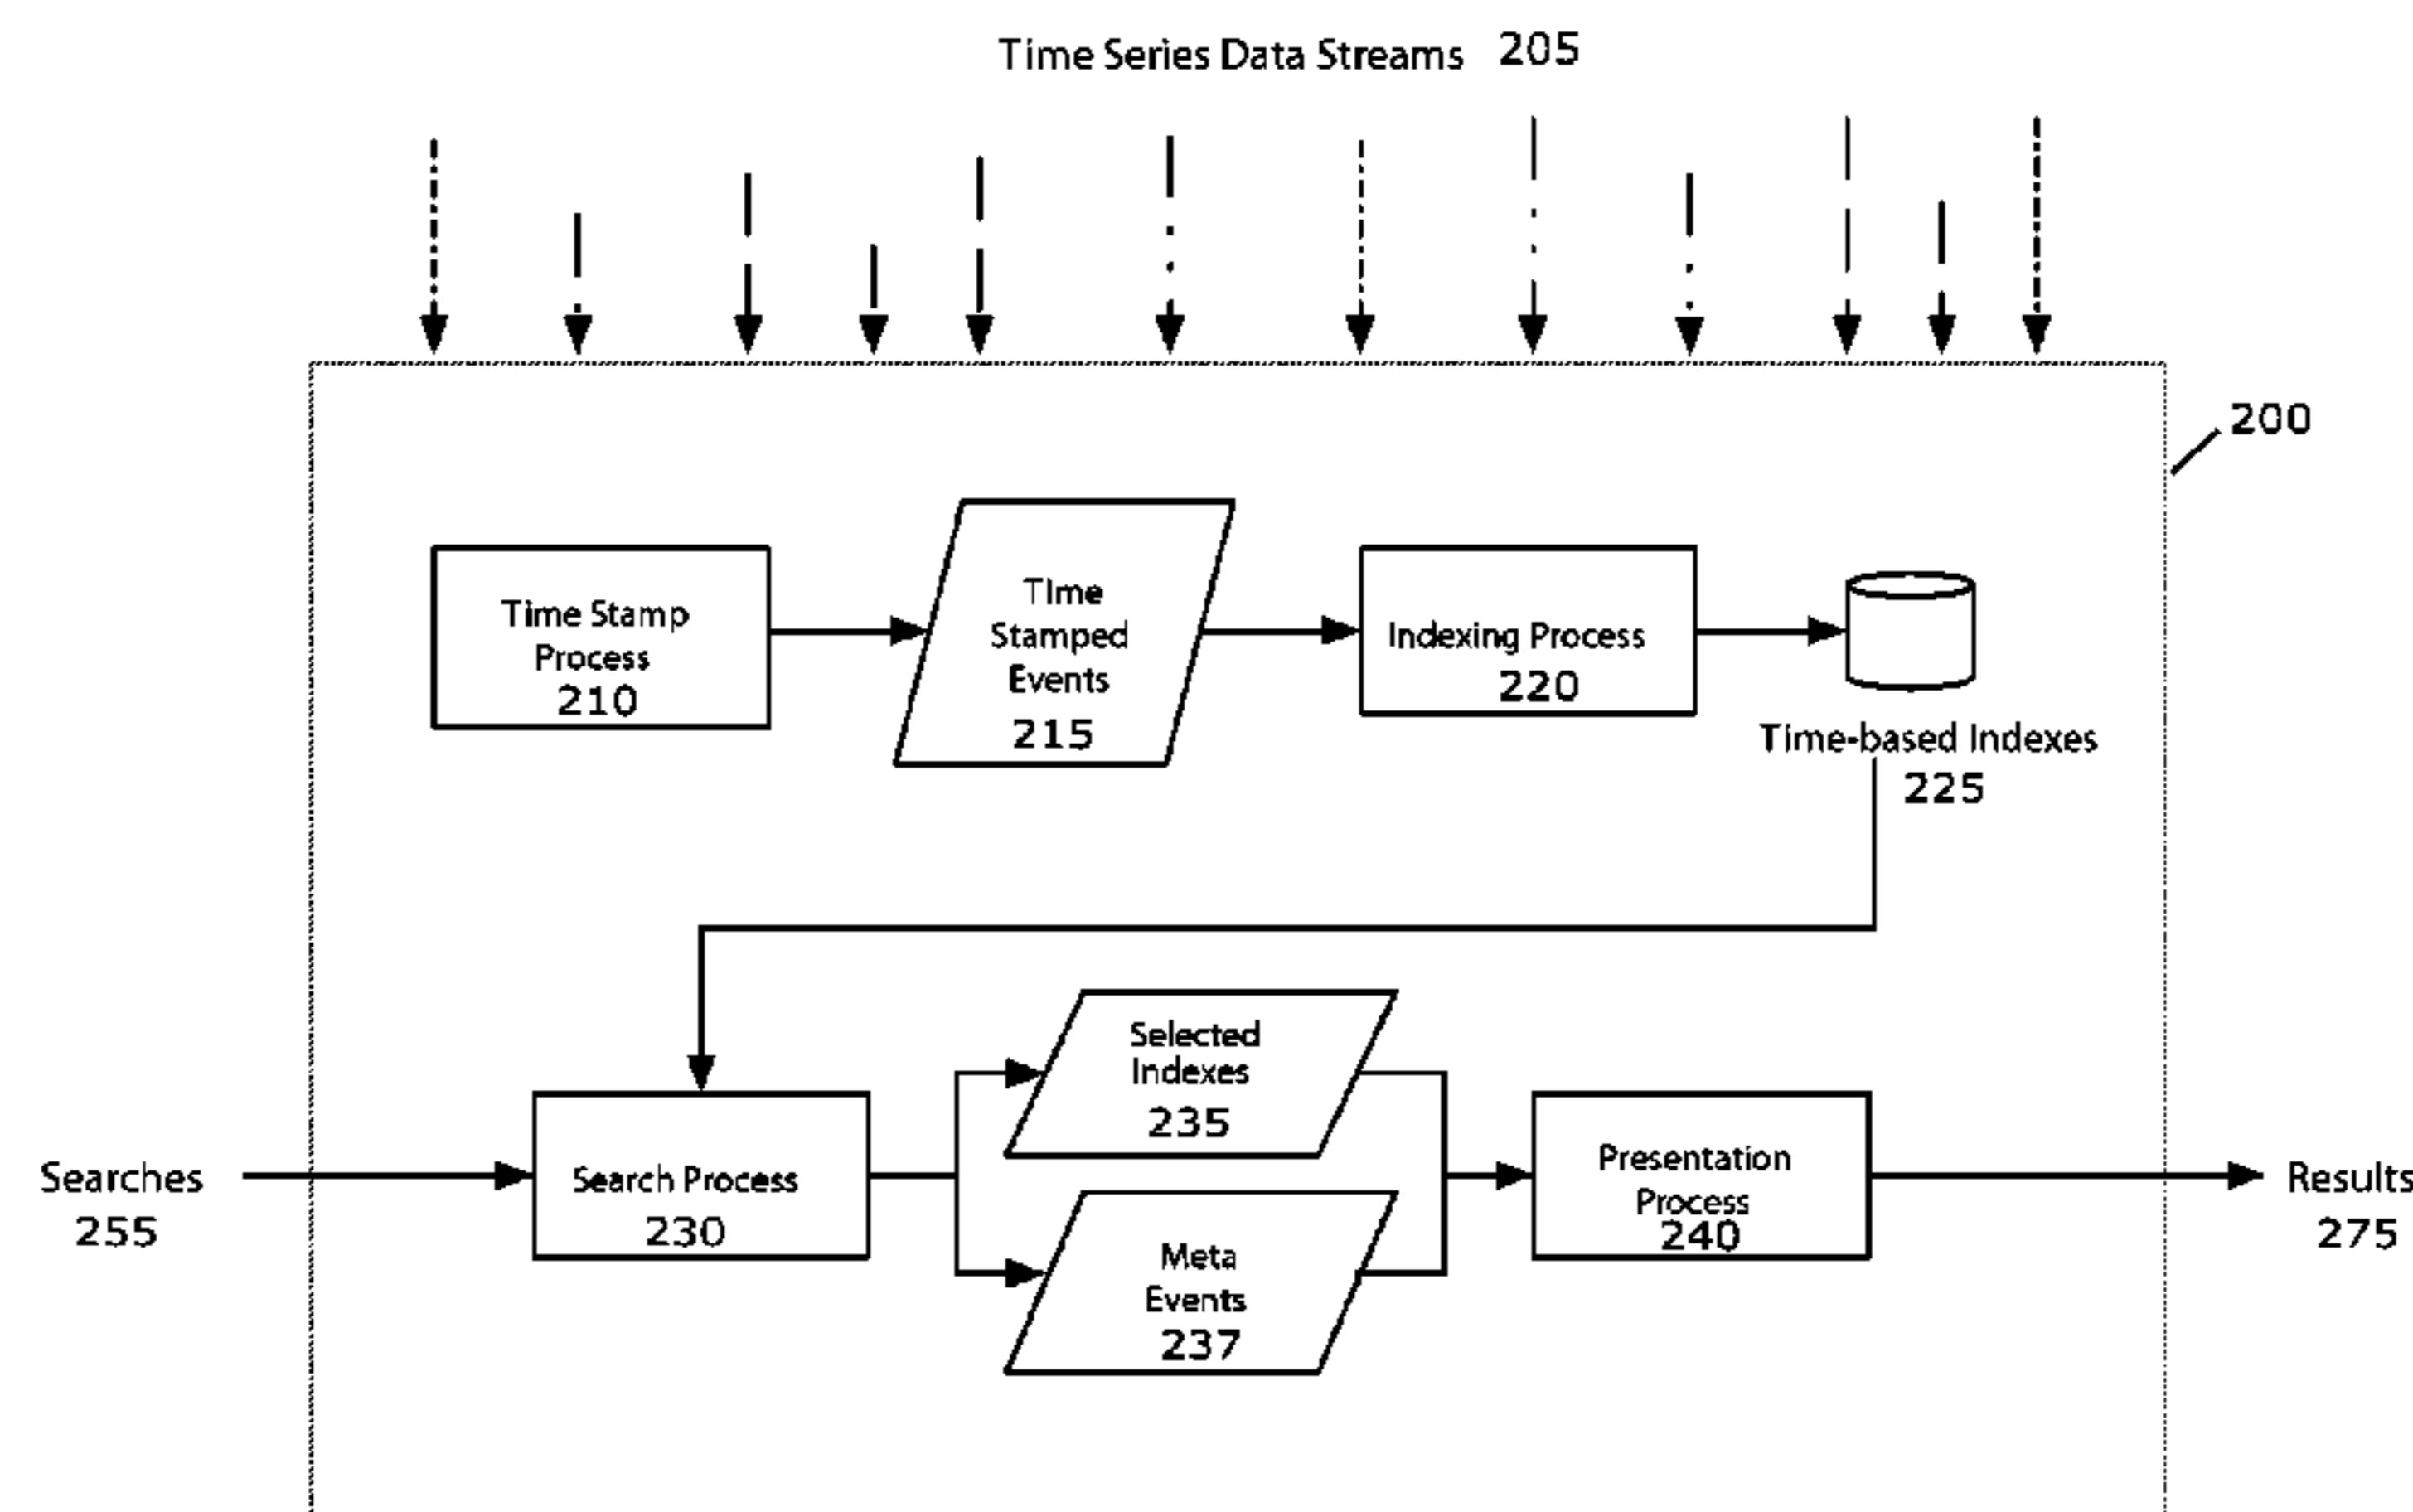 Time Series Data Streams 205
200
Time Stamp
Process
210
TIme
Stamped
Events
215
Indexing Process
220
Time-based Indexes
225
Searches
255
Search Process
230
Selected
Indexes
235
Meta
Events
237
Presentation
Process
240
Results
275